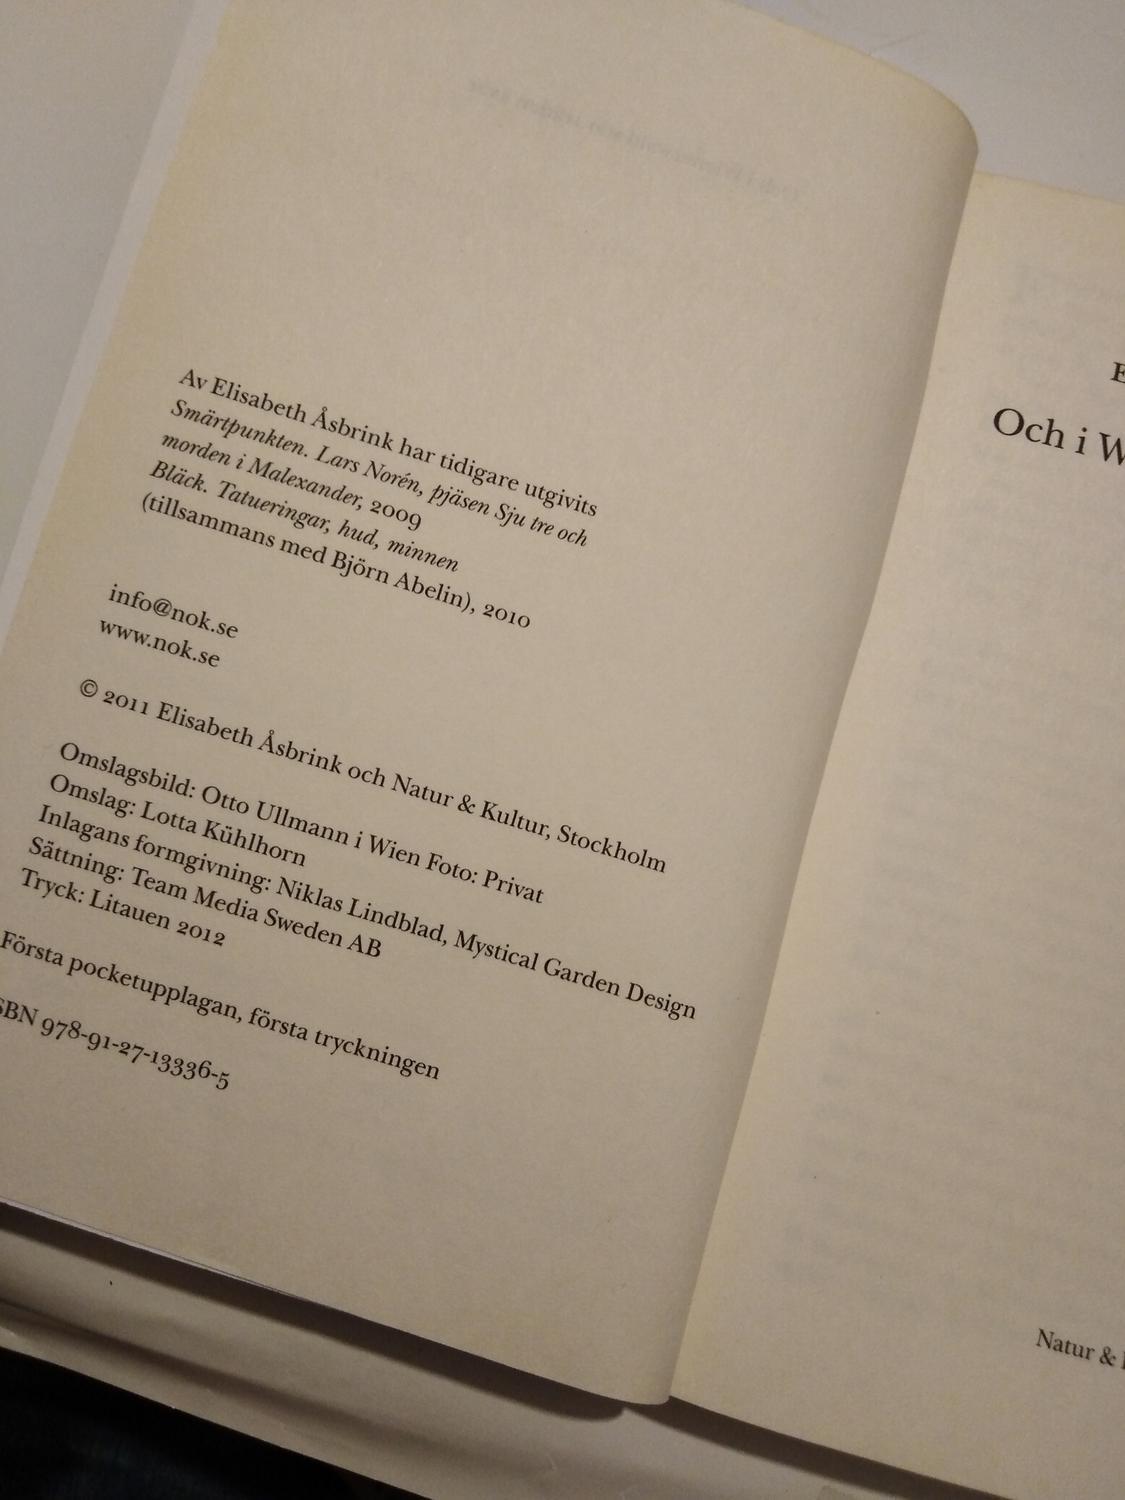 Av Elisabeth Åsbrink har tidigare utgivits
Smärtpunkten. Lars Norén, pjäsen Sju tre och
morden i Malexander, 2009
Bläck. Tatueringar, hud, minnen
(tillsammans med Björn Abelin), 2010
info@nok.se
www.nok.se
© 2011 Elisabeth Åsbrink och Natur & Kultur, Stockholm
Omslagsbild: Otto Ullmann i Wien Foto: Privat
Omslag: Lotta Kühlhorn
Inlagans formgivning: Niklas Lindblad, Mystical Garden Design
Sättning: Team Media Sweden AB
Tryck: Litauen 2012
Första pocketupplagan, första tryckningen
SBN 978-91-27-13336-5
E
Och i W
Natur &